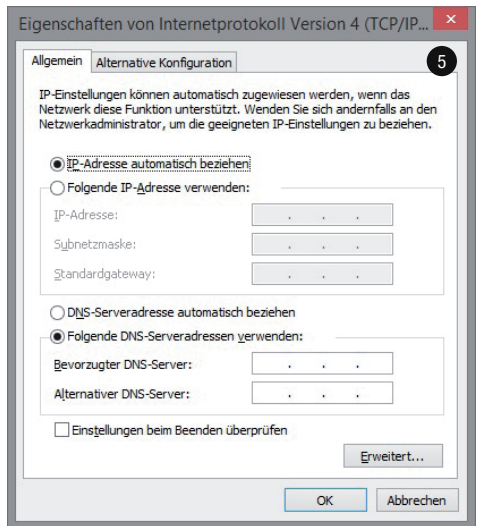 Eigenschaften von Internetprotokoll Version 4 (TCP/IP...
Allgemein Alternative Konfiguration
5
IP-Einstellungen können automatisch zugewiesen werden, wenn das
Netzwerk diese Funktion unterstützt. Wenden Sie sich andernfalls an den
Netzwerkadministrator, um die geeigneten IP-Einstellungen zu beziehen.
IP-Adresse automatisch beziehen
Folgende IP-Adresse verwenden:
IP-Adresse:
Subnetzmaske:
Standardgateway:
DNS-Serveradresse automatisch beziehen
Folgende DNS-Serveradressen verwenden:
Bevorzugter DNS-Server:
Alternativer DNS-Server:
Einstellungen beim Beenden überprüfen
Erweitert...
OK Abbrechen